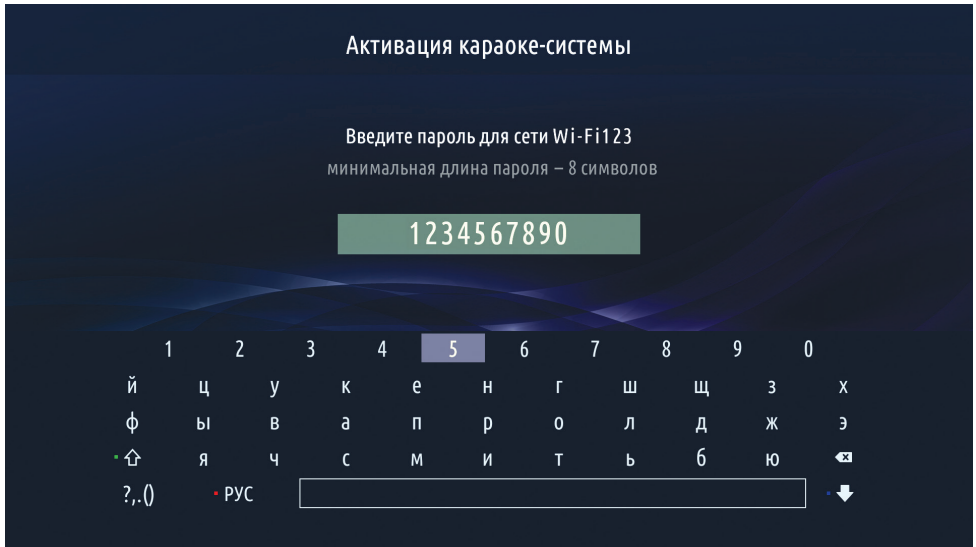 Активация караоке-системы
Введите пароль для сети Wi-Fi123
минимальная длина пароля – 8 символов
1234567890
1 2 3 4 5 6 7 8 9 0
й ц у к е н г ш щ з х
ф ы в а п р о л д ж э
я ч с м и т ь б ю
?,.() РУС